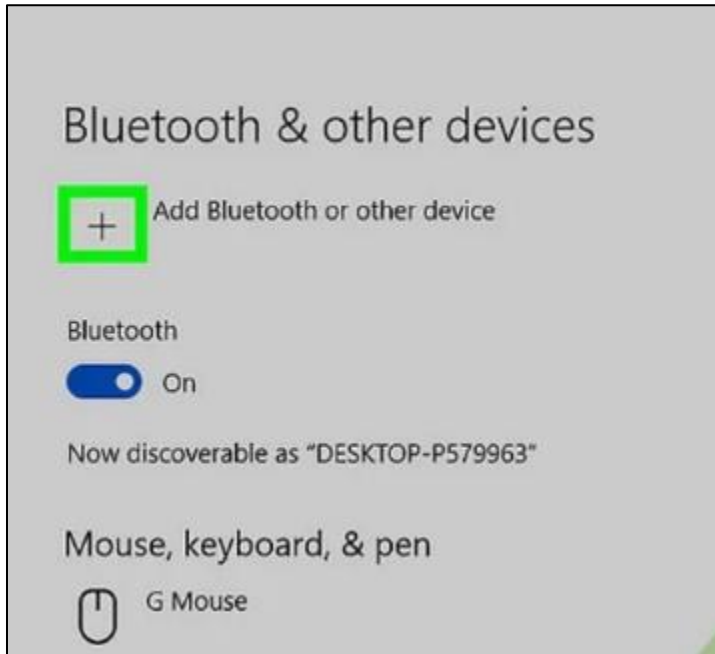 Bluetooth & other devices
Add Bluetooth or other device
Bluetooth
On
Now discoverable as "DESKTOP-P579963"
Mouse, keyboard, & pen
G Mouse